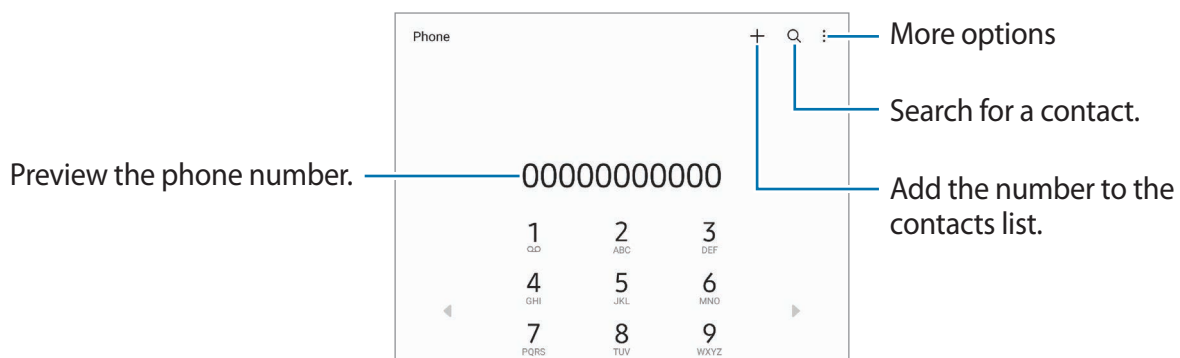 Phone
More options
Search for a contact.
Preview the phone number.
00000000000
Add the number to the
contacts list.
1 2 3
ABC DEF
4 5 6
GHI JKL MNO
7 8 9
PQRS TUV WXYZ